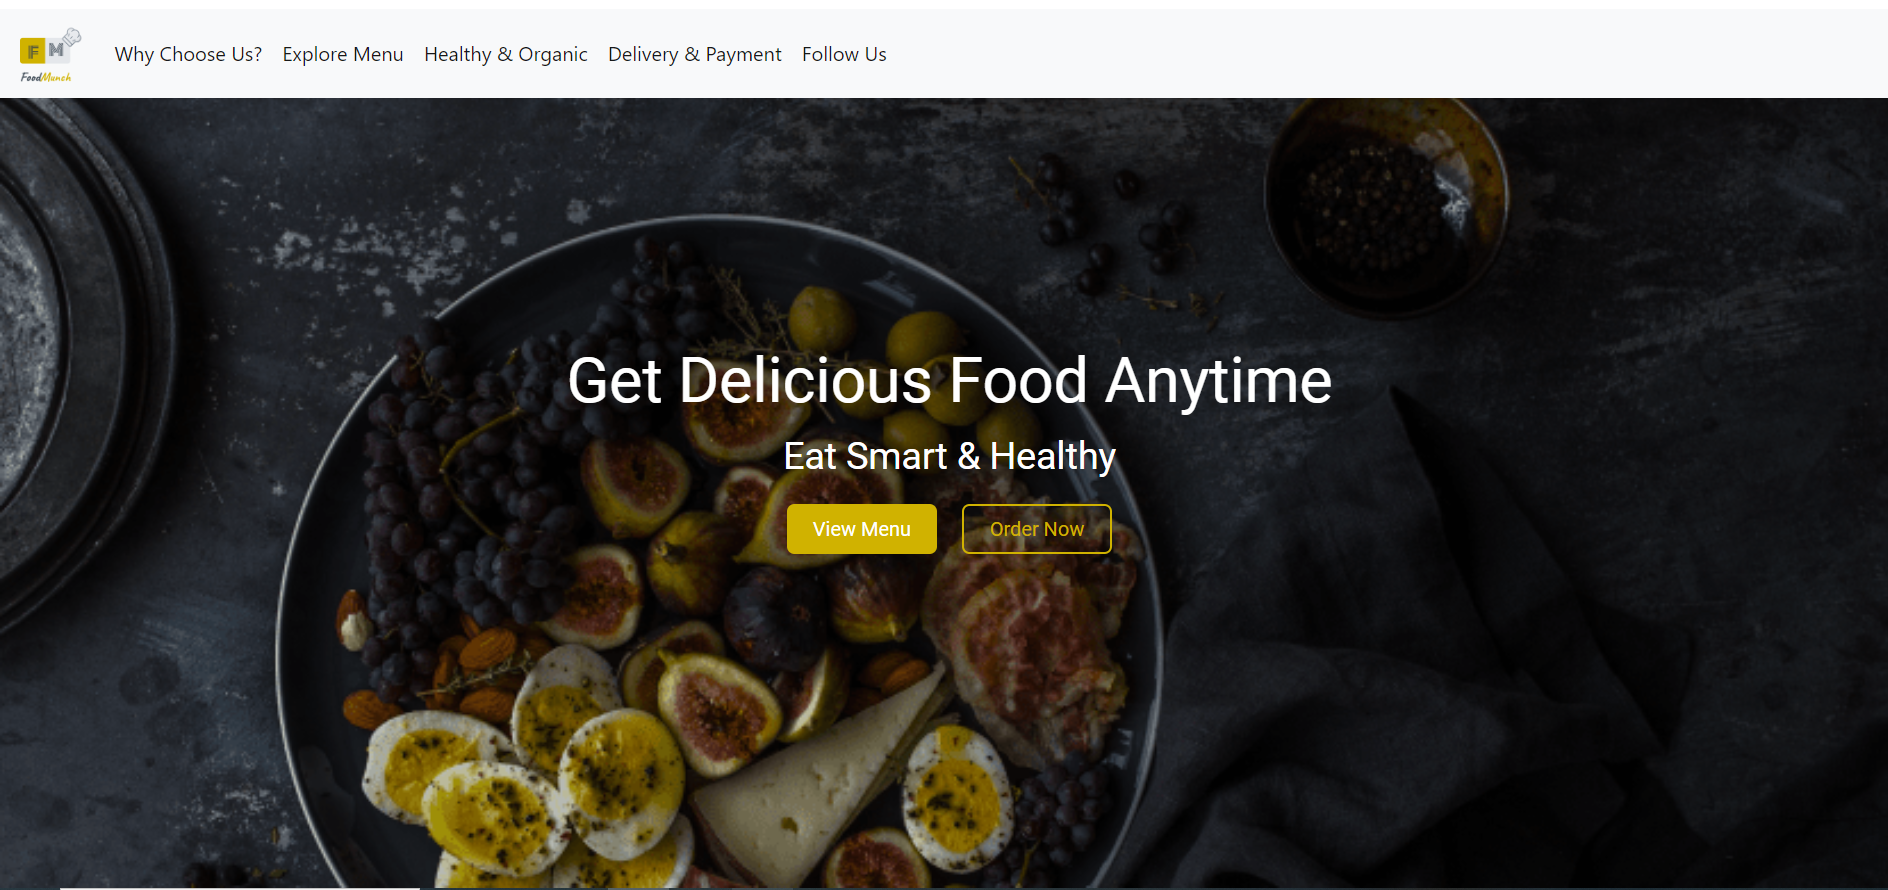 F M
FoodMunch
Why Choose Us? Explore Menu Healthy & Organic Delivery & Payment Follow Us
Get Delicious Food Anytime
Eat Smart & Healthy
View Menu Order Now